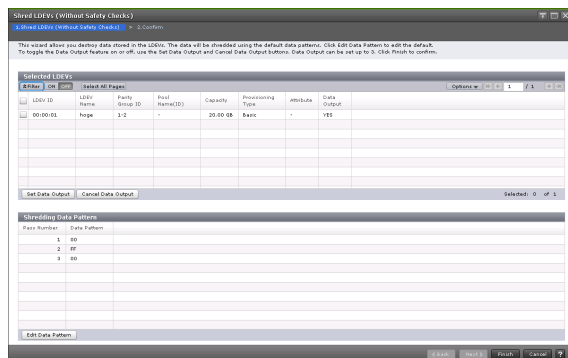 Shred LDEVs (Without Safety Checks)
1.Shred LDEVs (Without Safety Checks) > 2.Confirm
This wizard allows you destroy data stored in the LDEVs. The data will be shredded using the default data patterns. Click Edit Data Pattern to edit the default.
To toggle the Data Output feature on or off, use the Set Data Output and Cancel Data Output buttons. Data Output can be set up to 3. Click Finish to confirm.
Selected LDEVs
Filter ON OFF Select All Pages Options 1 / 1
LDEV ID LDEV Name Parity Group ID Pool Name(ID) Capacity Provisioning Type Attribute Data Output
00:00:01 hoge 1-2 - 20.00 GB Basic - YES
Set Data Output Cancel Data Output Selected: 0 of 1
Shredding Data Pattern
Pass Number Data Pattern
1 00
2 FF
3 00
Edit Data Pattern
Back Next Finish Cancel ?